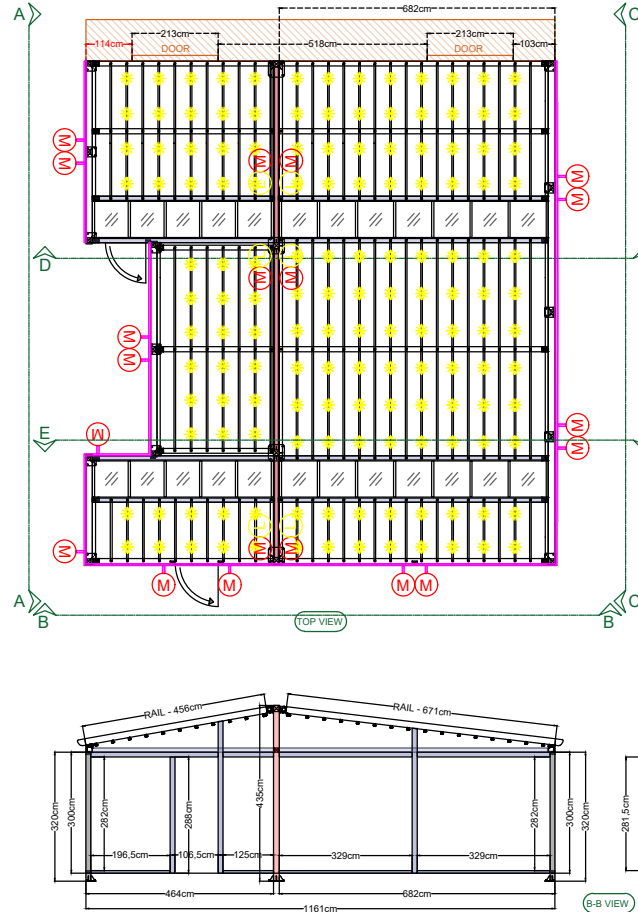 A
C
682cm
213cm
213cm
114cm
518cm
103cm
DOOR
DOOR
M
M
M
M
M
M
L
L
D
L
L
M
M
M
M
M
M
M
E
M
L
L
M
M
M
M
M
M
M
A
C
B
B
TOP VIEW
RAIL - 456cm
RAIL - 671cm
320cm
300cm
282cm
288cm
435cm
282cm
300cm
320cm
281,5cm
196,5cm
106,5cm
125cm
329cm
329cm
464cm
682cm
1161cm
B-B VIEW